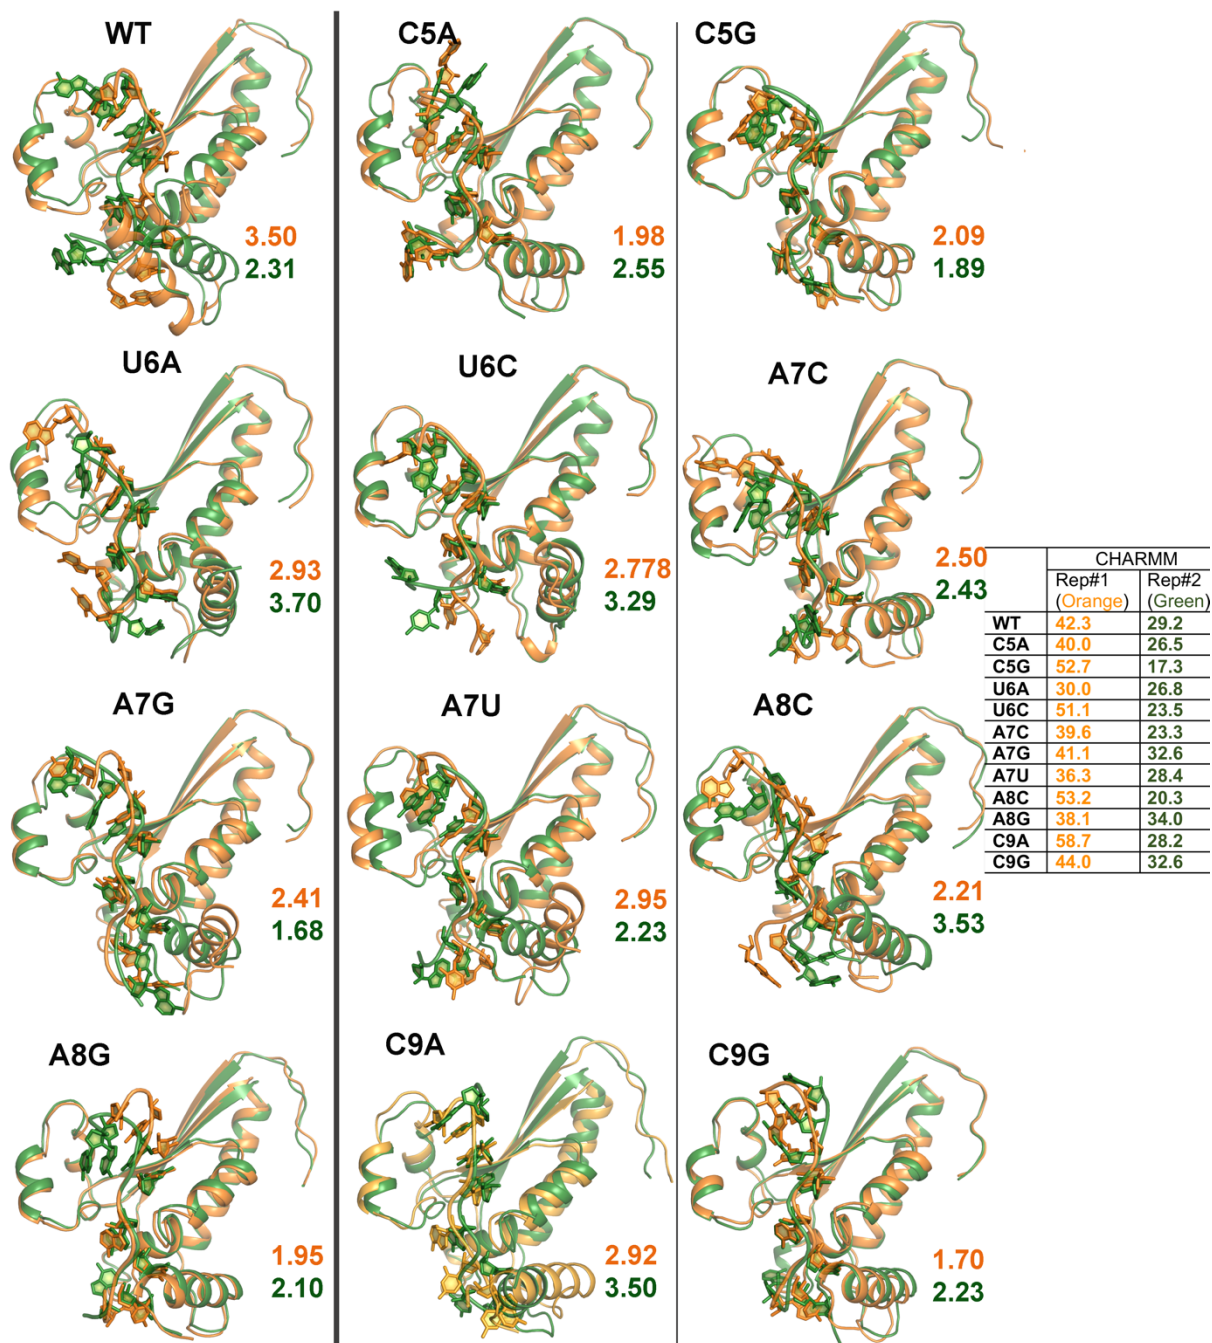 WT
3.50
2.31
C5A
1.98
2.55
C5G
2.09
1.89
U6A
2.93
3.70
U6C
2.778
3.29
A7C
2.50
2.43
A7G
2.41
1.68
A7U
2.95
2.23
A8C
2.21
3.53
A8G
1.95
2.10
C9A
2.92
3.50
C9G
1.70
2.23
CHARMM
Rep#1 Rep#2
(Orange) (Green)
WT 42.3 29.2
C5A 40.0 26.5
C5G 52.7 17.3
U6A 30.0 26.8
U6C 51.1 23.5
A7C 39.6 23.3
A7G 41.1 32.6
A7U 36.3 28.4
A8C 53.2 20.3
A8G 38.1 34.0
C9A 58.7 28.2
C9G 44.0 32.6